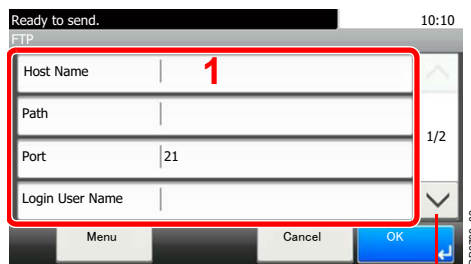 Ready to send. 10:10
FTP
Host Name 1
Path
1/2
Port 21
Login User Name
Menu Cancel OK